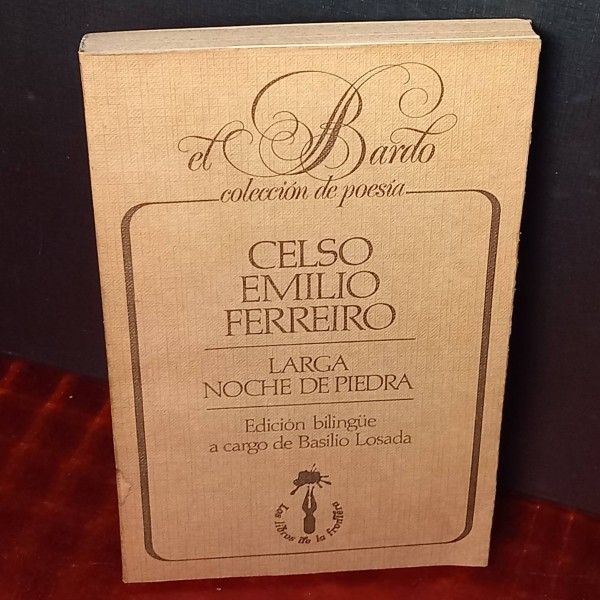 el Bardo
colección de poesía
CELSO
EMILIO
FERREIRO
LARGA
NOCHE DE PIEDRA
Edición bilingüe
a cargo de Basilio Losada
Los libros de la frontera